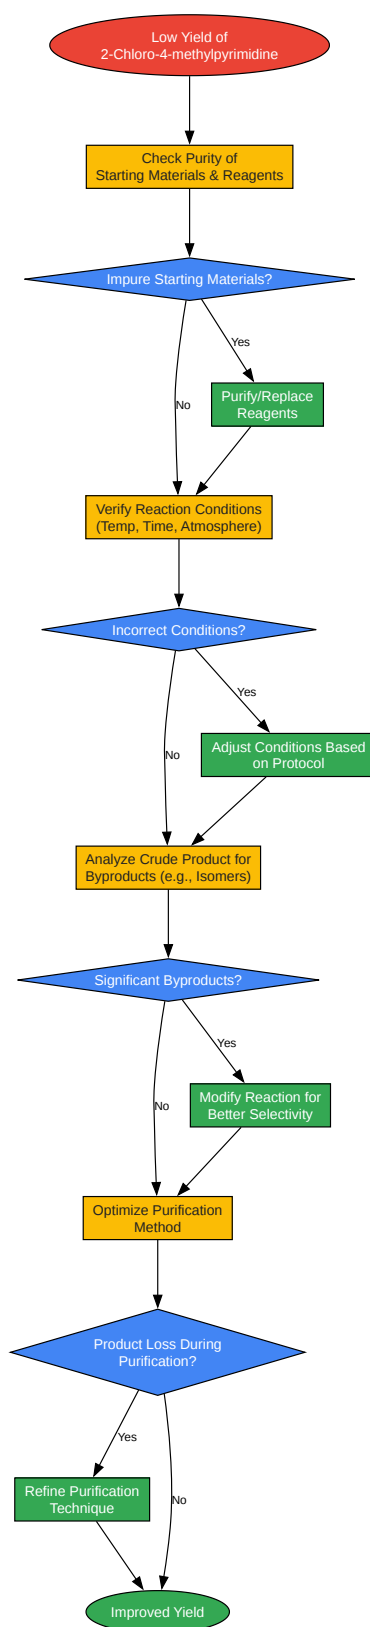 Low Yield of
2-Chloro-4-methylpyrimidine
Check Purity of
Starting Materials & Reagents
Impure Starting Materials?
Yes
Purify/Replace
Reagents
No
Verify Reaction Conditions
(Temp, Time, Atmosphere)
Incorrect Conditions?
Yes
Adjust Conditions Based
on Protocol
No
Analyze Crude Product for
Byproducts (e.g., Isomers)
Significant Byproducts?
Yes
Modify Reaction for
Better Selectivity
No
Optimize Purification
Method
Product Loss During
Purification?
Yes
Refine Purification
Technique
No
Improved Yield